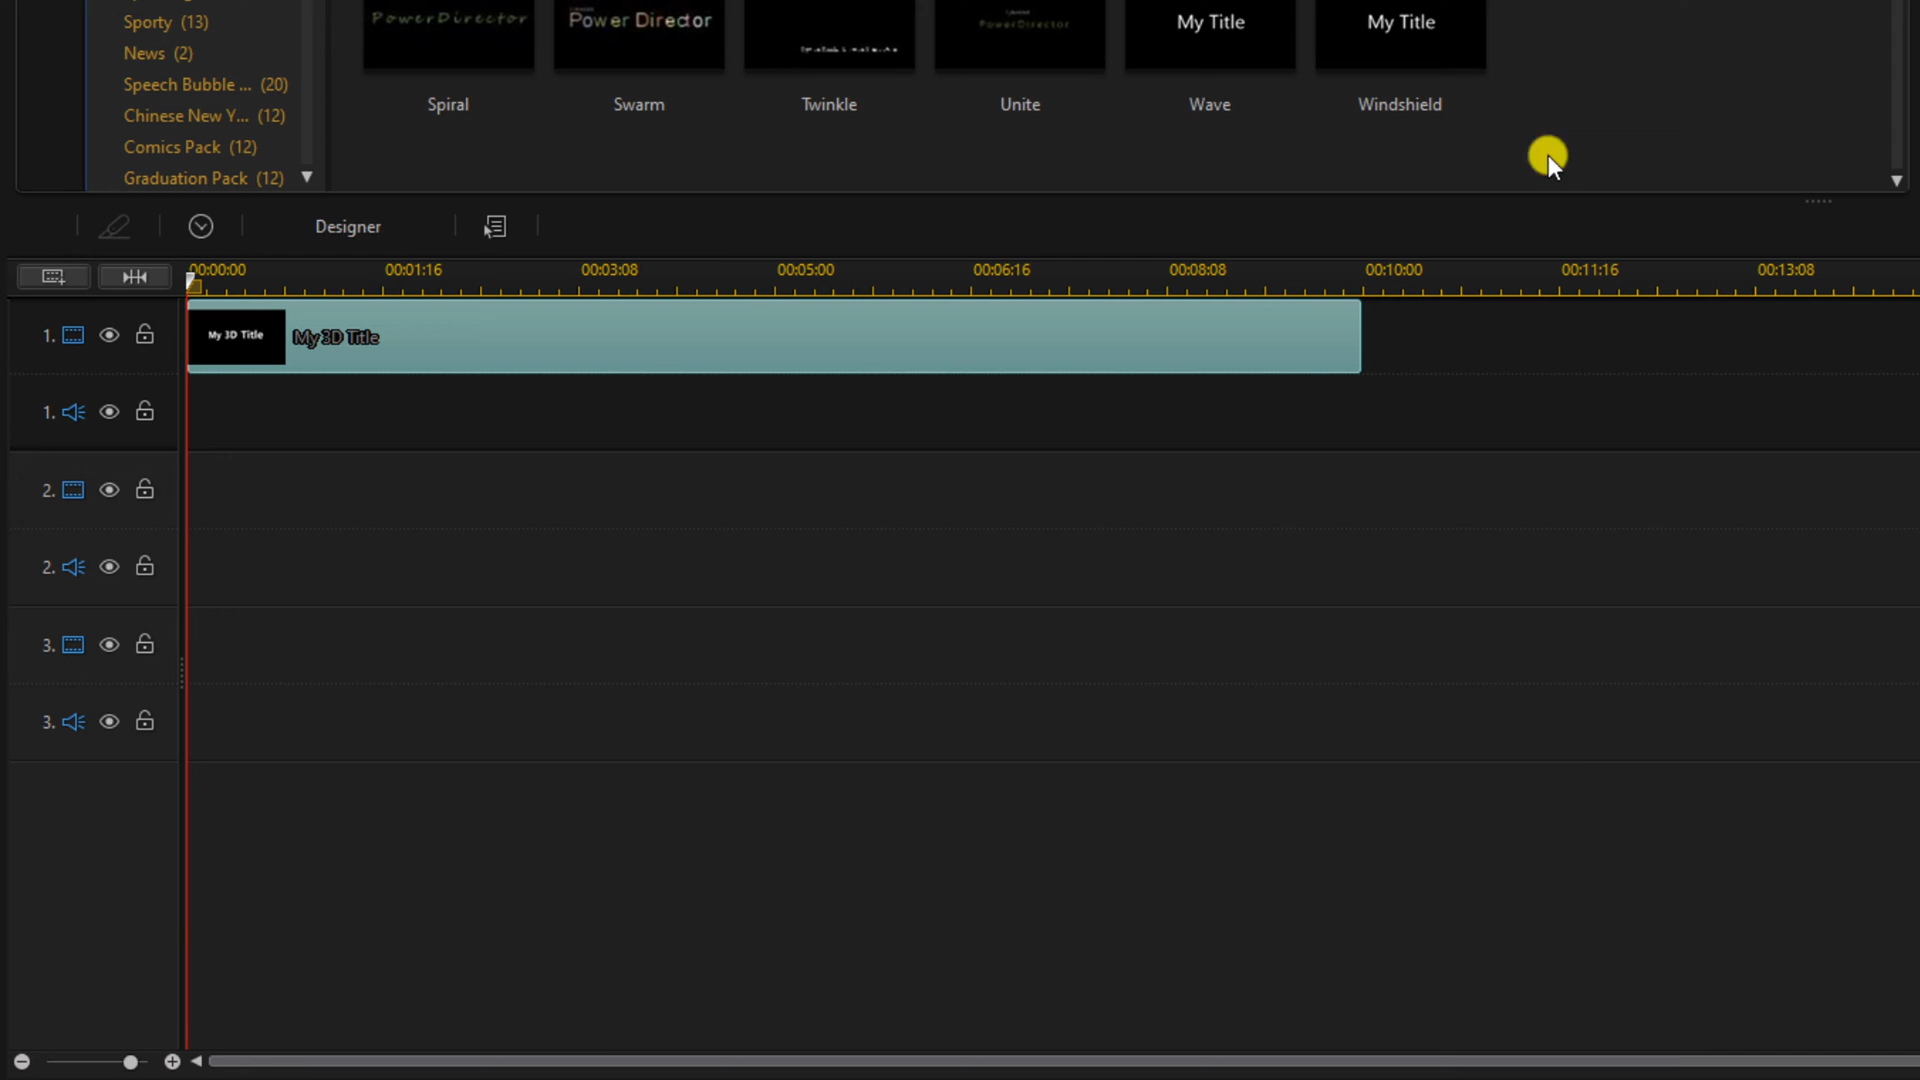 Sporty (13)
News (2)
Speech Bubble ... (20)
Chinese New Y... (12)
Comics Pack (12)
Graduation Pack (12)
PowerDirector
Power Director
PowerDirector
My Title
My Title
Spiral
Swarm
Twinkle
Unite
Wave
Windshield
Designer
00:00:00
00:01:16
00:03:08
00:05:00
00:06:16
00:08:08
00:10:00
00:11:16
00:13:08
1.
My 3D Title
My 3D Title
1.
2.
2.
3.
3.